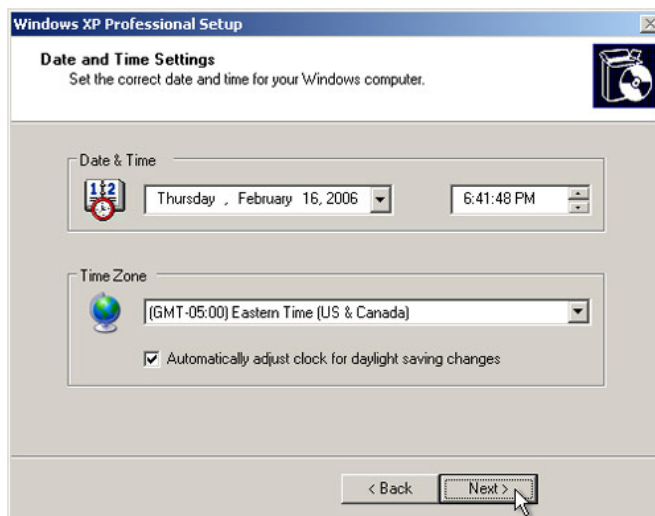 Windows XP Professional Setup
Date and Time Settings
Set the correct date and time for your Windows computer.
Date & Time
1 2
Thursday , February 16, 2006
6:41:48 PM
Time Zone
(GMT-05:00) Eastern Time (US & Canada)
Automatically adjust clock for daylight saving changes
< Back
Next >